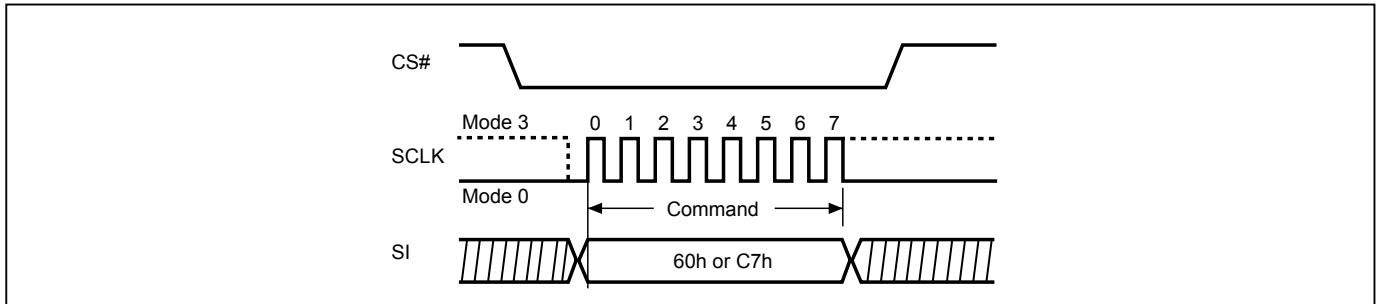 CS#
Mode 3
0 1 2 3 4 5 6 7
SCLK
Mode 0
Command
SI
60h or C7h